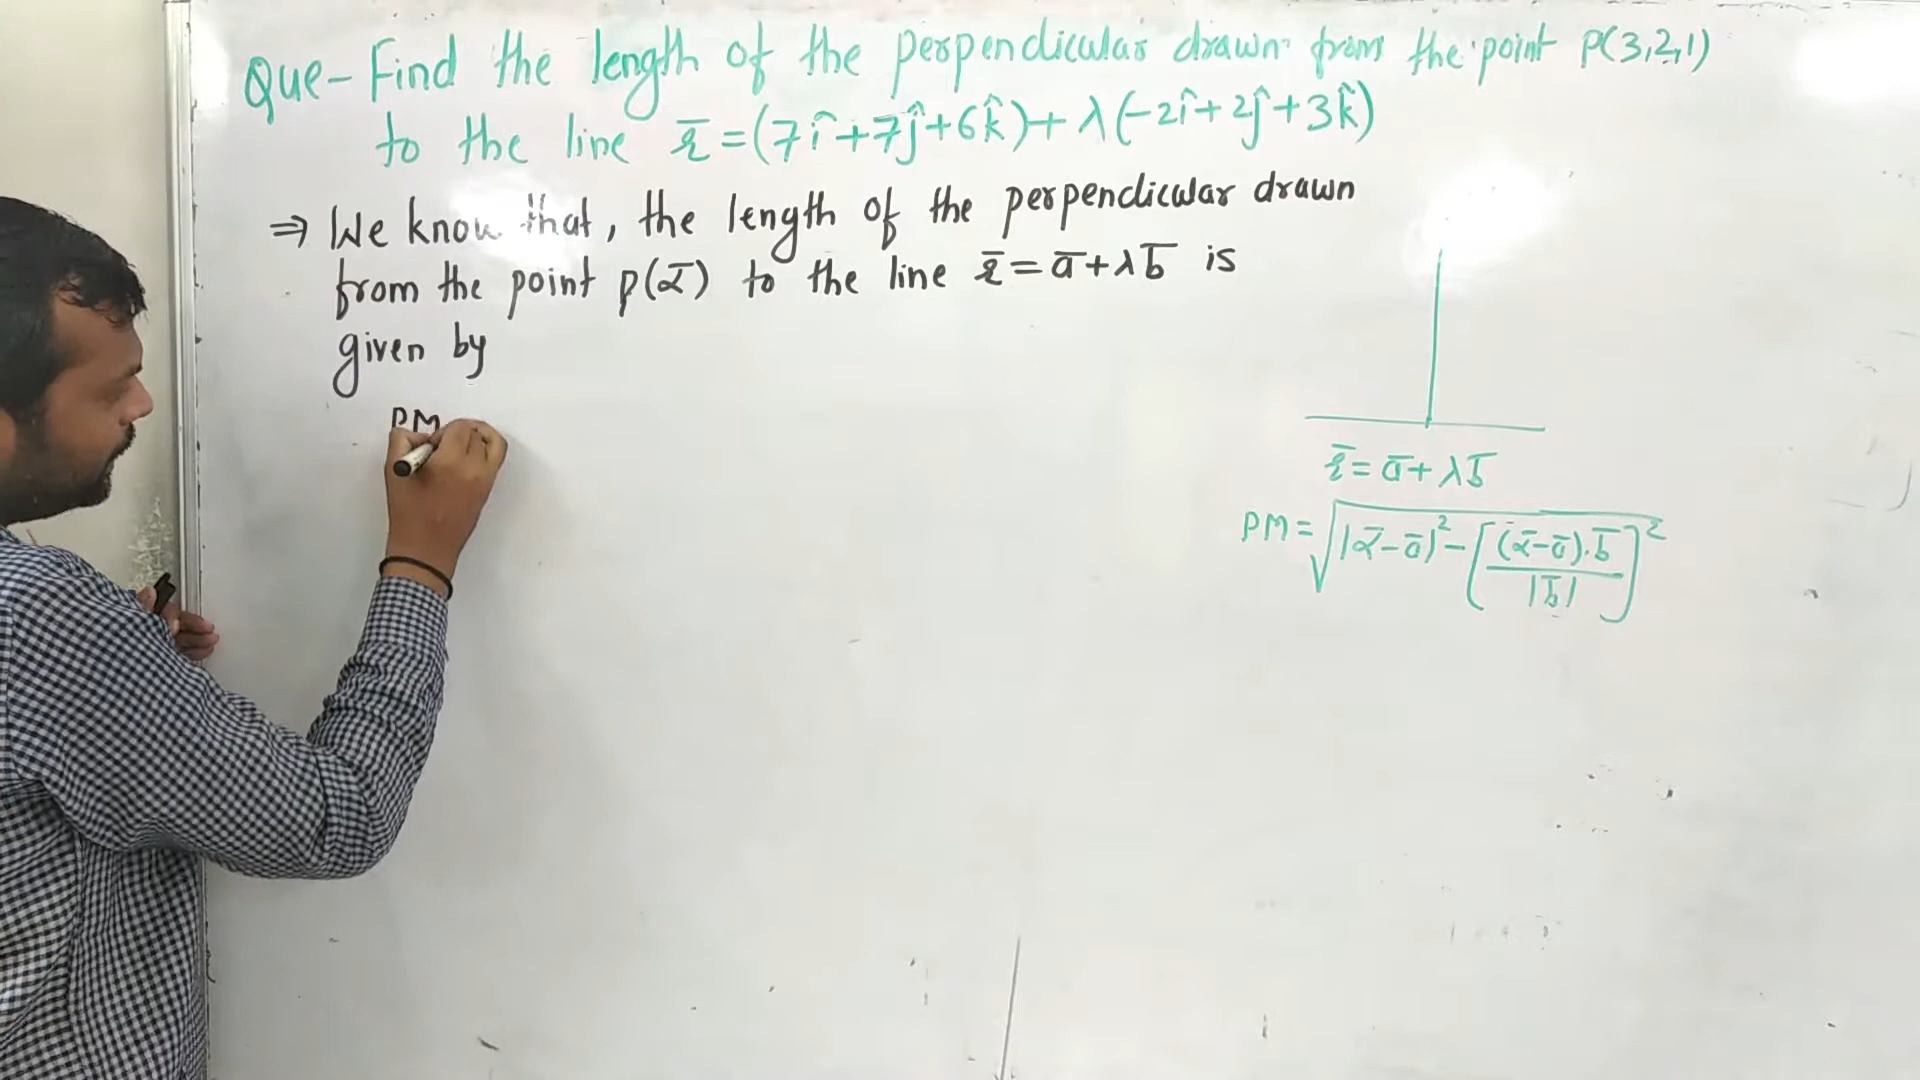 Que- Find the length of the perpendicular drawn from the point P(3,2,1)
to the line r̄ = (7î + 7ĵ + 6k̂) + λ(-2î + 2ĵ + 3k̂)
⇒ We know that, the length of the perpendicular drawn
from the point p(ᾱ) to the line r̄ = ā + λb̄ is
given by
PM
r̄ = ā + λb̄
PM = √(|ᾱ - ā|² - [(ᾱ - ā)·b̄ / |b̄|]²)